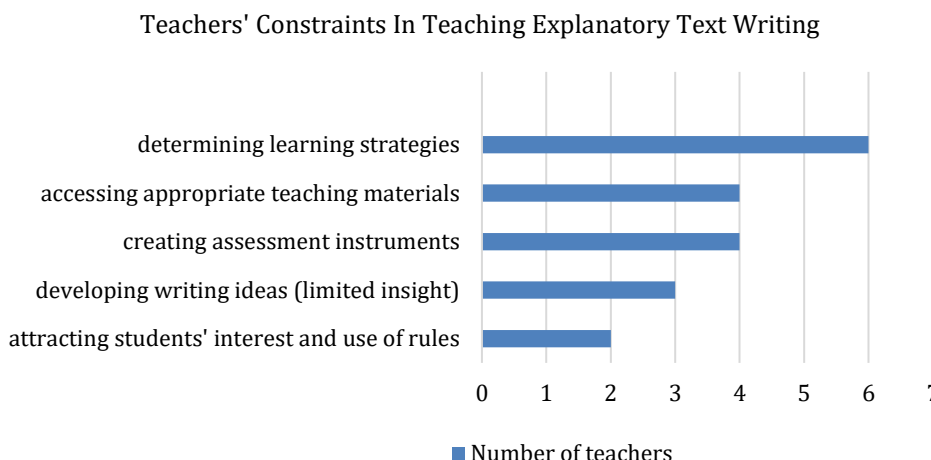 Teachers' Constraints In Teaching Explanatory Text Writing
determining learning strategies
accessing appropriate teaching materials
creating assessment instruments
developing writing ideas (limited insight)
attracting students' interest and use of rules
0 1 2 3 4 5 6 7
Number of teachers